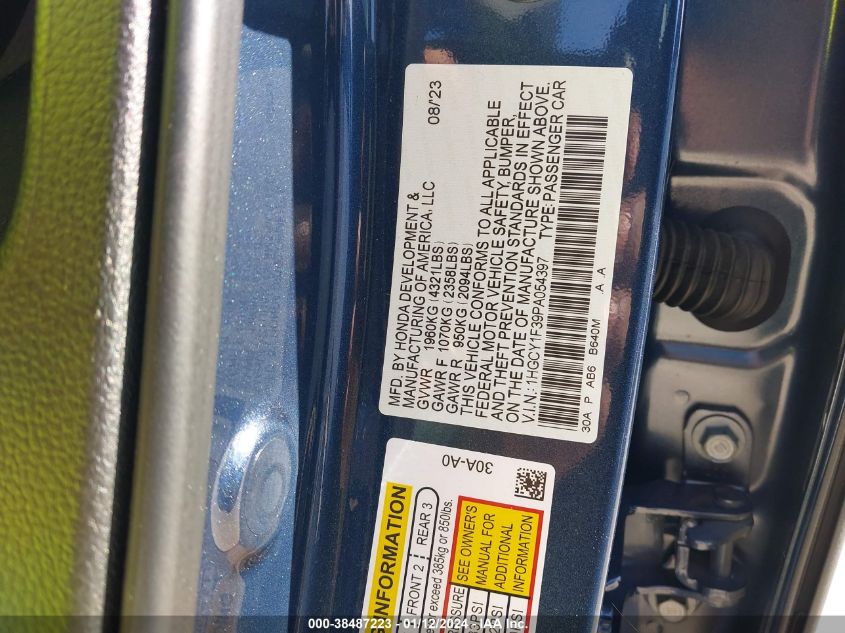 MFD. BY HONDA DEVELOPMENT &
MANUFACTURING OF AMERICA, LLC 08/23
GVWR 1960KG (4321LBS)
GAWR F 1070KG (2358LBS)
GAWR R 950KG (2094LBS)
THIS VEHICLE CONFORMS TO ALL APPLICABLE
FEDERAL MOTOR VEHICLE SAFETY, BUMPER,
AND THEFT PREVENTION STANDARDS IN EFFECT
ON THE DATE OF MANUFACTURE SHOWN ABOVE.
V.I.N.: 1HGCY1F39PA054397 TYPE: PASSENGER CAR
30A P AB6 B640M A A
30A-A0
INFORMATION
FRONT 2 REAR 3
exceed 385kg or 850lbs.
SEE OWNER'S
MANUAL FOR
ADDITIONAL
INFORMATION
000-38487223 - 01/12/2024 - IAA Inc.